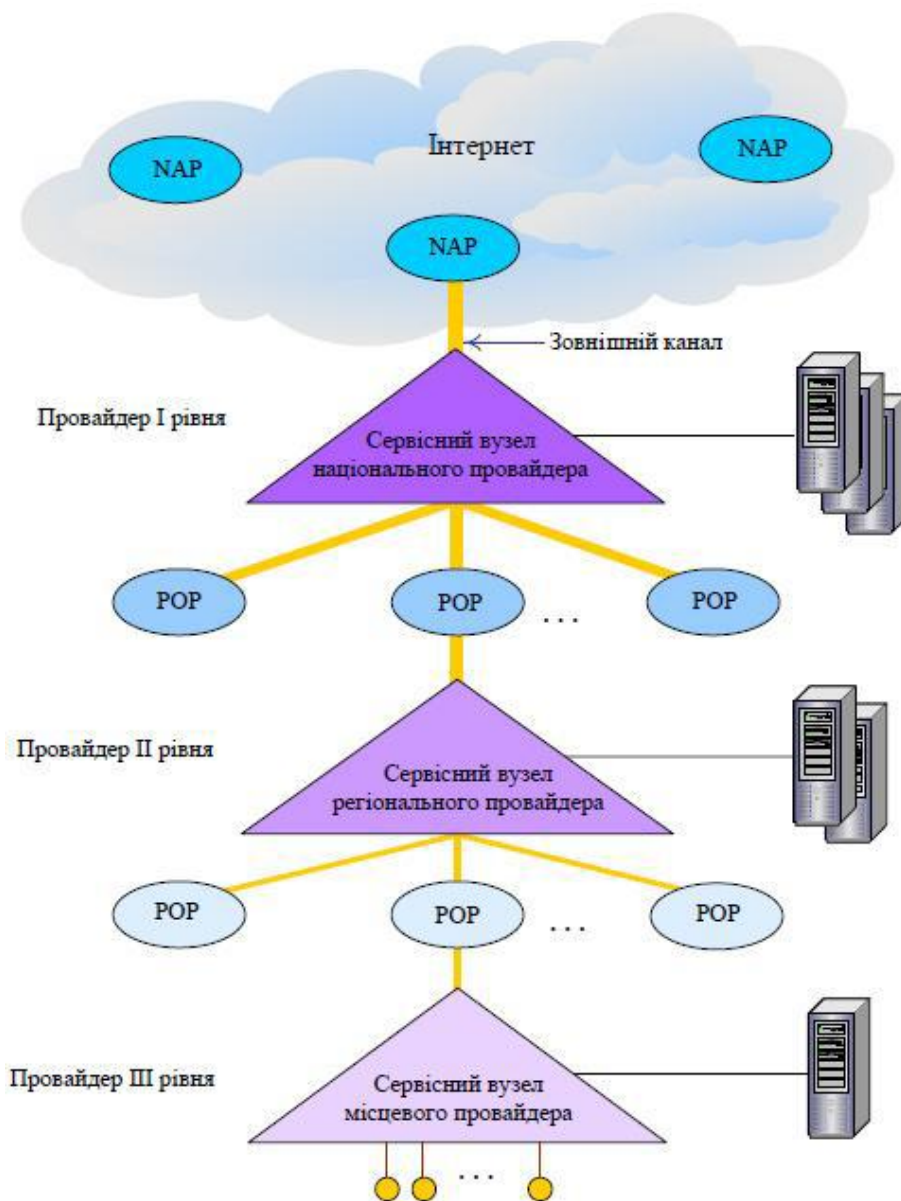 Інтернет
NAP
NAP
NAP
Зовнішній канал
Провайдер I рівня
Сервісний вузел
національного провайдера
POP
POP
. . .
POP
Провайдер II рівня
Сервісний вузел
регіонального провайдера
POP
POP
. . .
POP
Провайдер III рівня
Сервісний вузел
місцевого провайдера
. . .